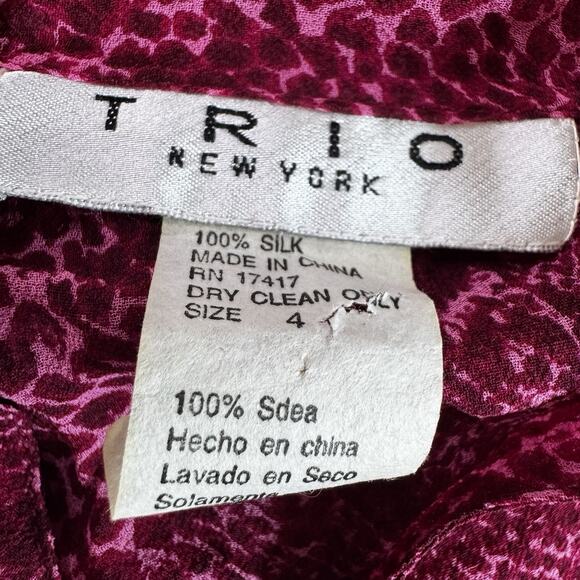 TRIO
NEW YORK
100% SILK
MADE IN CHINA
RN 17417
DRY CLEAN ONLY
SIZE 4
100% Sdea
Hecho en china
Lavado en Seco
Solamente